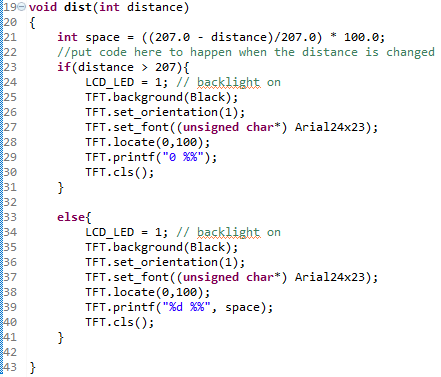 19 void dist(int distance)
20 {
21     int space = ((207.0 - distance)/207.0) * 100.0;
22     //put code here to happen when the distance is changed
23     if(distance > 207){
24         LCD_LED = 1; // backlight on
25         TFT.background(Black);
26         TFT.set_orientation(1);
27         TFT.set_font((unsigned char*) Arial24x23);
28         TFT.locate(0,100);
29         TFT.printf("0 %%");
30         TFT.cls();
31     }
32
33     else{
34         LCD_LED = 1; // backlight on
35         TFT.background(Black);
36         TFT.set_orientation(1);
37         TFT.set_font((unsigned char*) Arial24x23);
38         TFT.locate(0,100);
39         TFT.printf("%d %%", space);
40         TFT.cls();
41     }
42
43 }